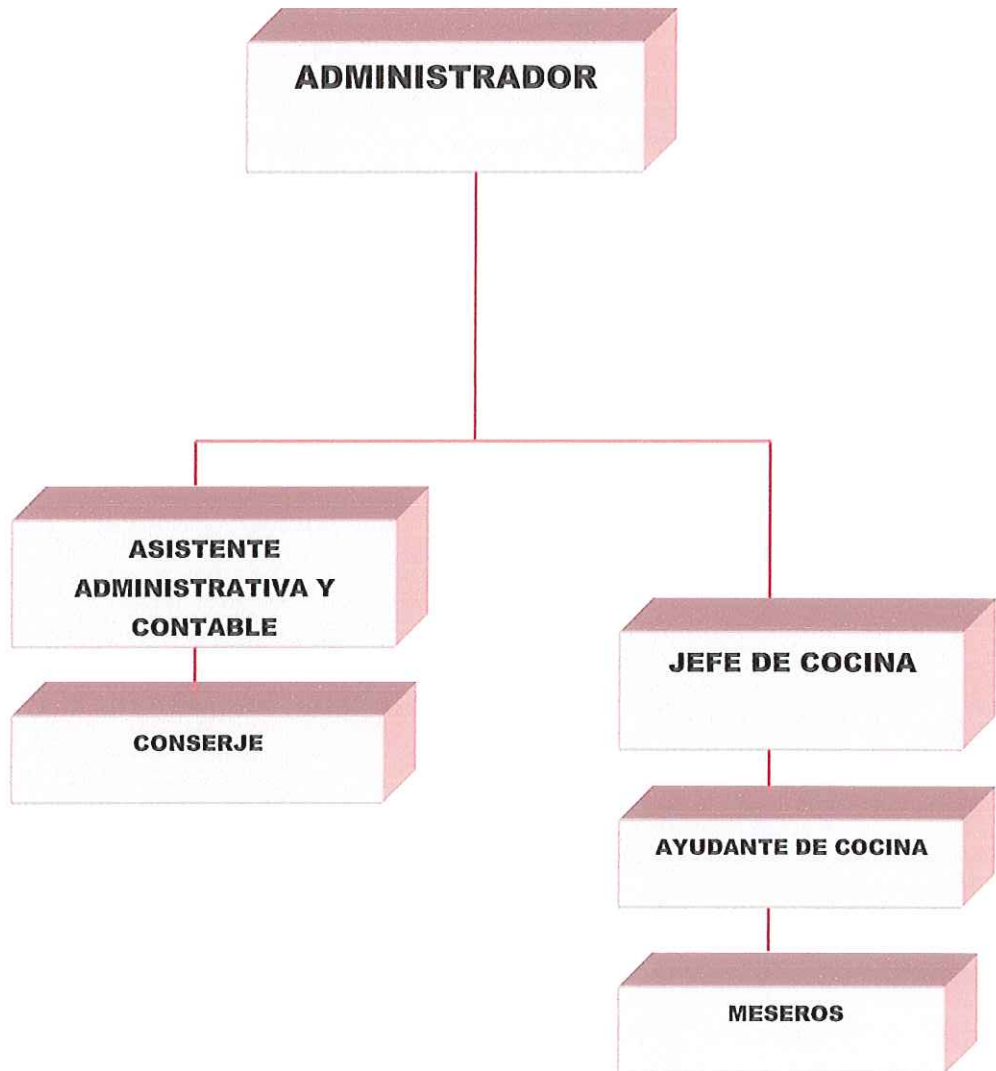 ADMINISTRADOR
ASISTENTE
ADMINISTRATIVA Y
CONTABLE
CONSERJE
JEFE DE COCINA
AYUDANTE DE COCINA
MESEROS